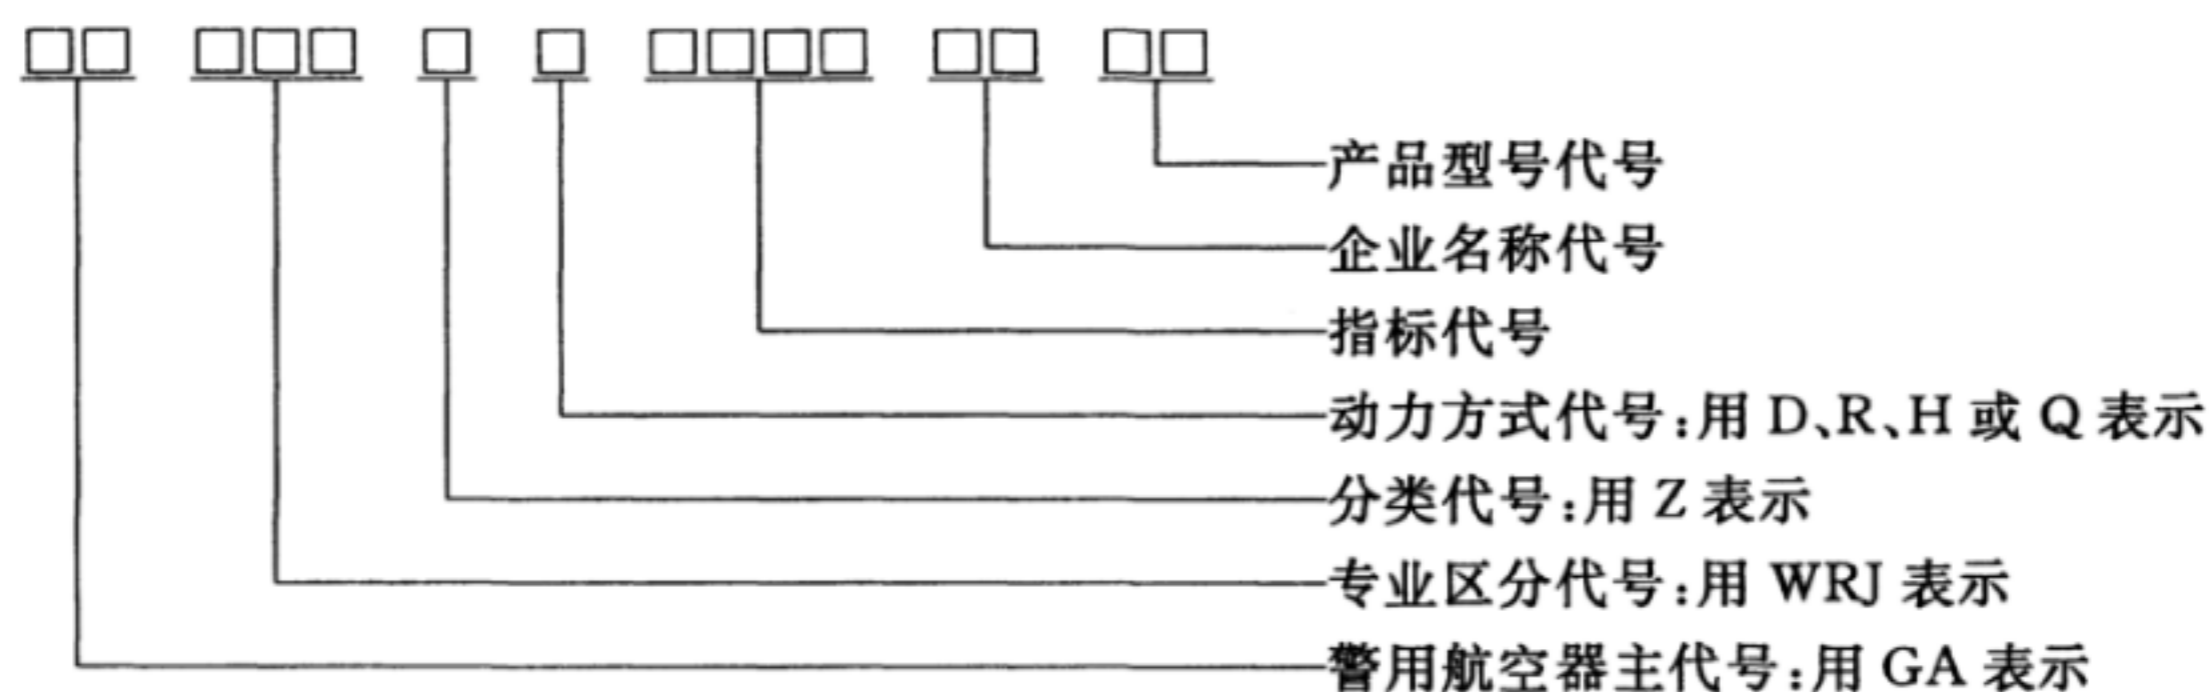 产品型号代号
企业名称代号
指标代号
动力方式代号:用 D、R、H 或 Q 表示
分类代号:用 Z 表示
专业区分代号:用 WRJ 表示
警用航空器主代号:用 GA 表示